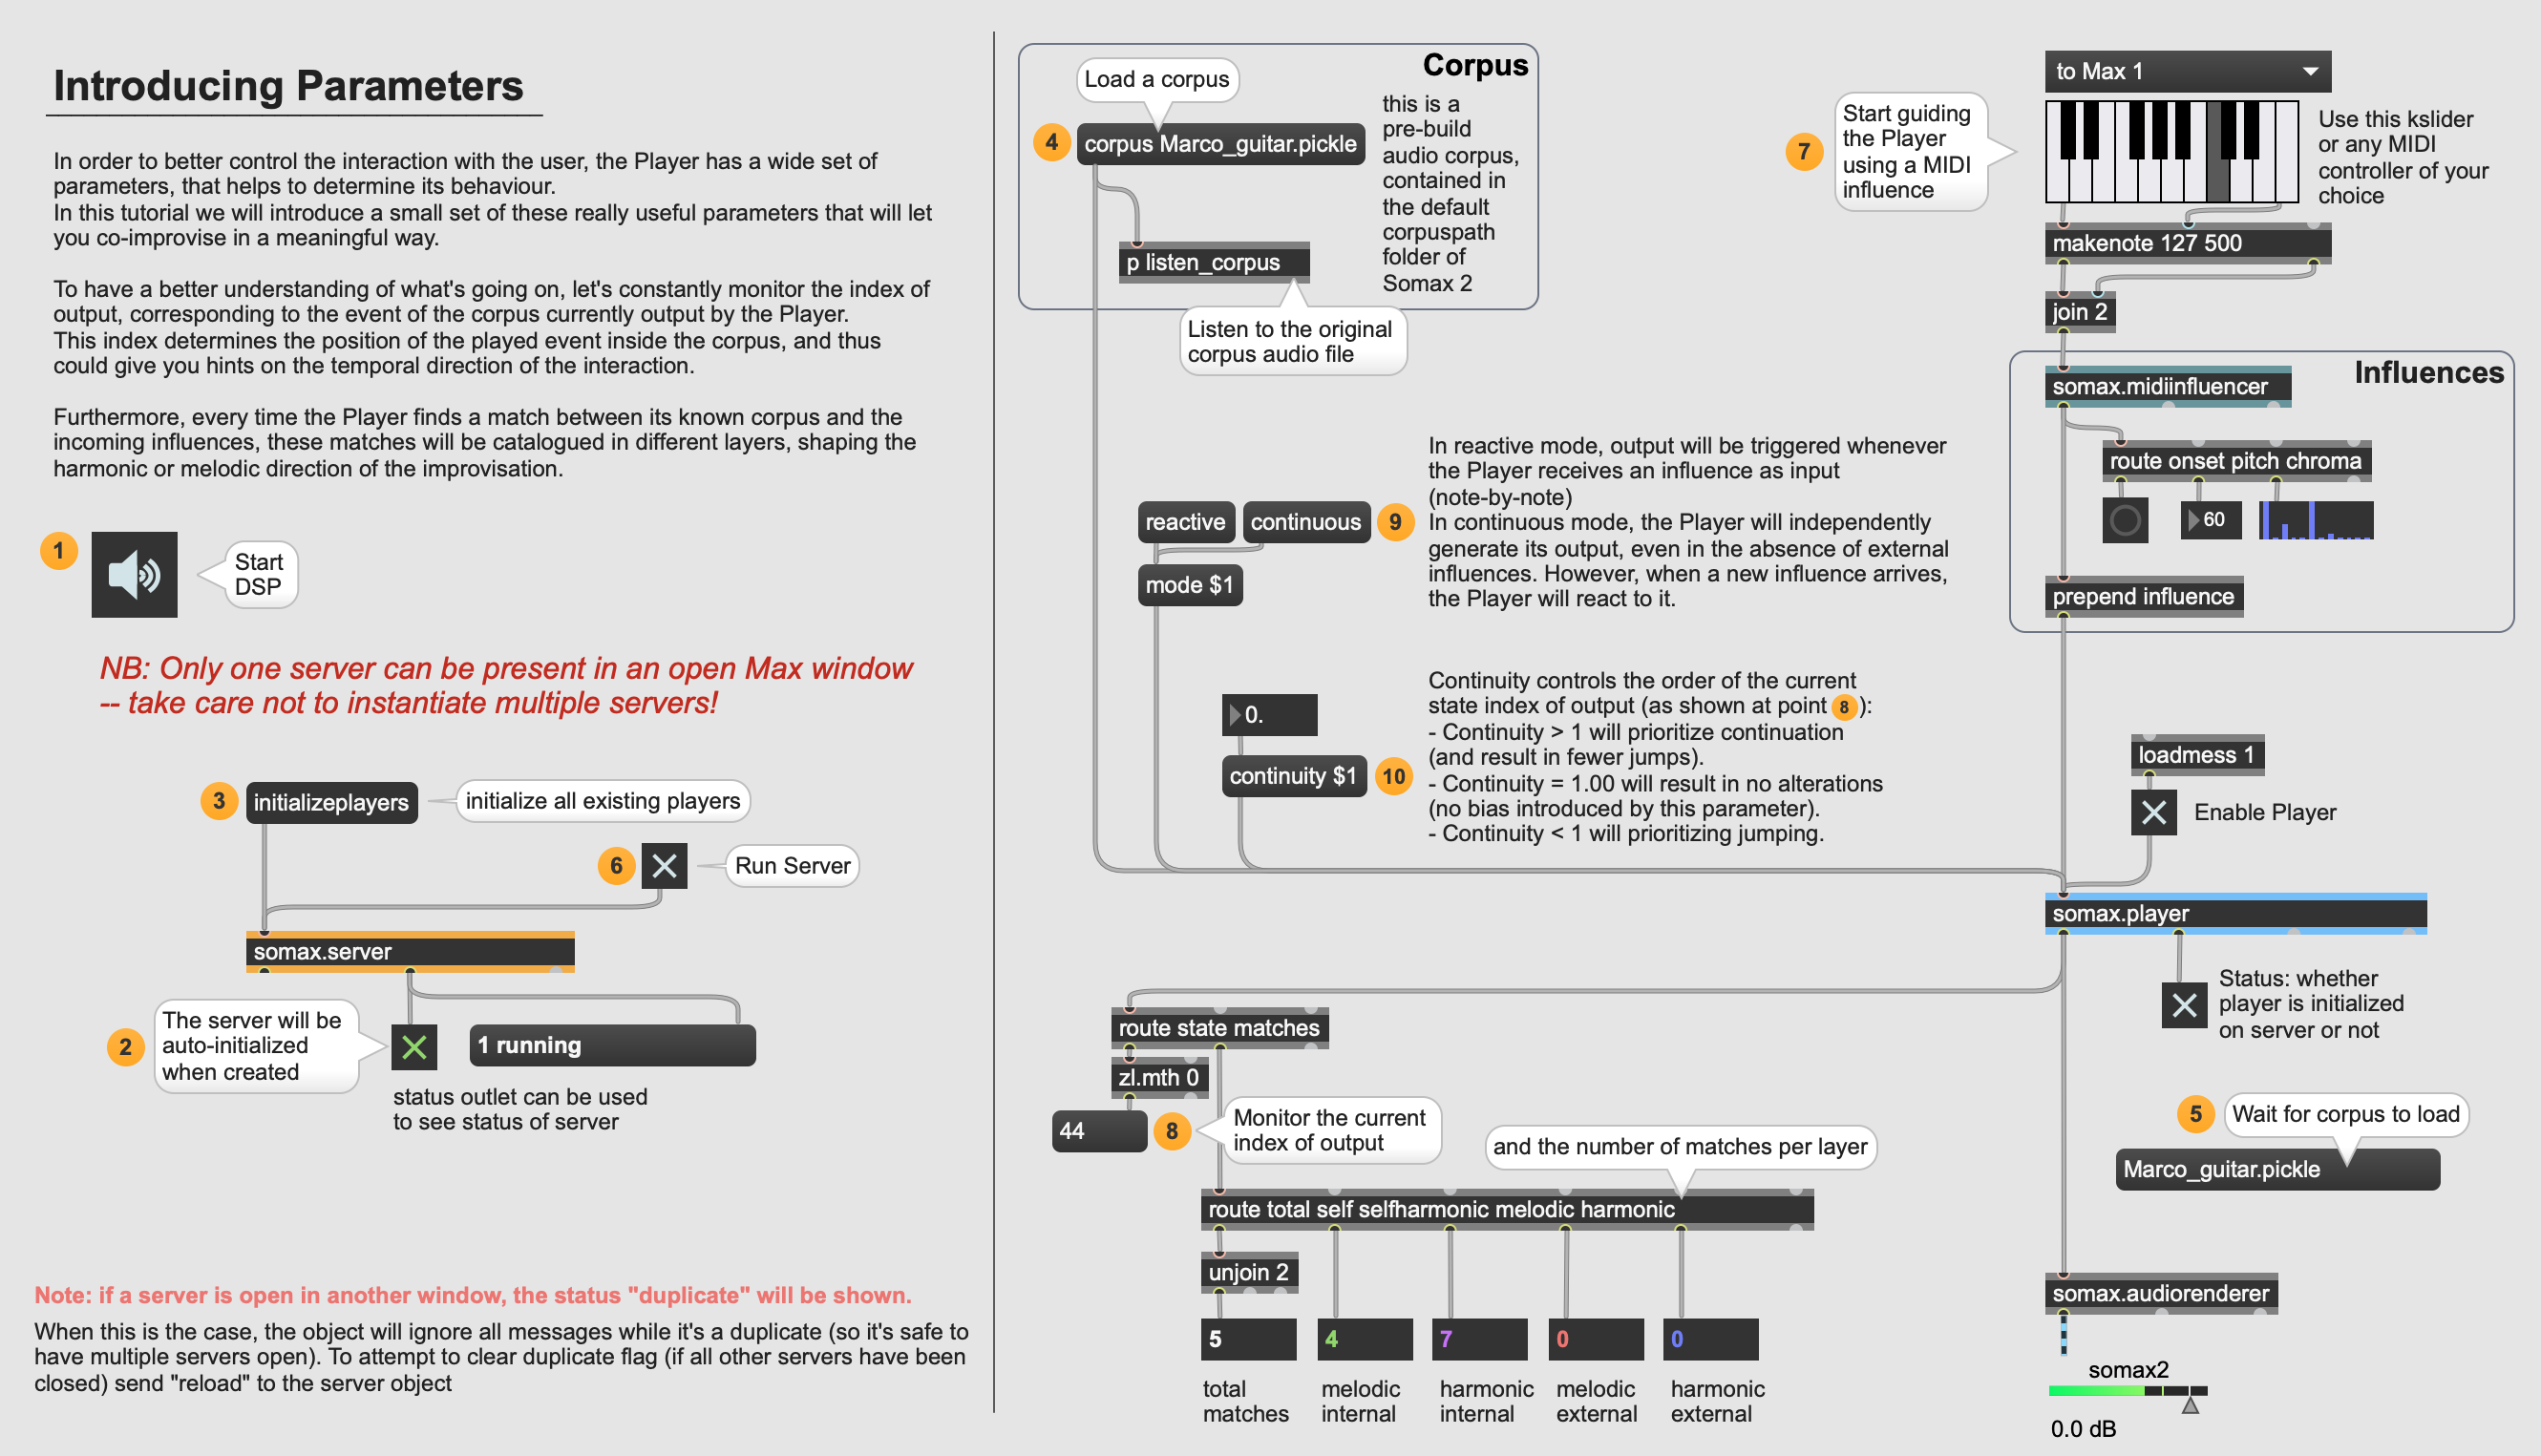 Introducing Parameters
In order to better control the interaction with the user, the Player has a wide set of
parameters, that helps to determine its behaviour.
In this tutorial we will introduce a small set of these really useful parameters that will let
you co-improvise in a meaningful way.
To have a better understanding of what's going on, let's constantly monitor the index of
output, corresponding to the event of the corpus currently output by the Player.
This index determines the position of the played event inside the corpus, and thus
could give you hints on the temporal direction of the interaction.
Furthermore, every time the Player finds a match between its known corpus and the
incoming influences, these matches will be catalogued in different layers, shaping the
harmonic or melodic direction of the improvisation.
1
Start
DSP
NB: Only one server can be present in an open Max window
-- take care not to instantiate multiple servers!
3
initializeplayers
initialize all existing players
6
Run Server
somax.server
2
The server will be
auto-initialized
when created
1 running
status outlet can be used
to see status of server
Note: if a server is open in another window, the status "duplicate" will be shown.
When this is the case, the object will ignore all messages while it's a duplicate (so it's safe to
have multiple servers open). To attempt to clear duplicate flag (if all other servers have been
closed) send "reload" to the server object
Corpus
Load a corpus
4
corpus Marco_guitar.pickle
p listen_corpus
this is a
pre-build
audio corpus,
contained in
the default
corpuspath
folder of
Somax 2
Listen to the original
corpus audio file
reactive
continuous
9
mode $1
In reactive mode, output will be triggered whenever
the Player receives an influence as input
(note-by-note)
In continuous mode, the Player will independently
generate its output, even in the absence of external
influences. However, when a new influence arrives,
the Player will react to it.
0.
continuity $1
10
Continuity controls the order of the current
state index of output (as shown at point 8 ):
- Continuity > 1 will prioritize continuation
(and result in fewer jumps).
- Continuity = 1.00 will result in no alterations
(no bias introduced by this parameter).
- Continuity < 1 will prioritizing jumping.
to Max 1
7
Start guiding
the Player
using a MIDI
influence
Use this kslider
or any MIDI
controller of your
choice
makenote 127 500
join 2
Influences
somax.midiinfluencer
route onset pitch chroma
60
prepend influence
loadmess 1
Enable Player
somax.player
Status: whether
player is initialized
on server or not
route state matches
zl.mth 0
44
8
Monitor the current
index of output
and the number of matches per layer
route total self selfharmonic melodic harmonic
unjoin 2
5
4
7
0
0
total
matches
melodic
internal
harmonic
internal
melodic
external
harmonic
external
5
Wait for corpus to load
Marco_guitar.pickle
somax.audiorenderer
somax2
0.0 dB